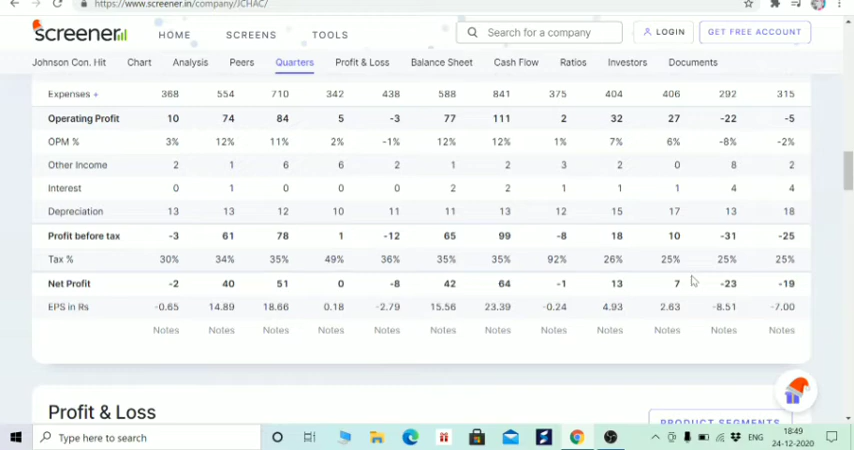 https://www.screener.in/company/JCHAC/
screener HOME SCREENS TOOLS Search for a company LOGIN GET FREE ACCOUNT
Johnson Con. Hit Chart Analysis Peers Quarters Profit & Loss Balance Sheet Cash Flow Ratios Investors Documents
Expenses + 368 554 710 342 438 588 841 375 404 406 292 315
Operating Profit 10 74 84 5 -3 77 111 2 32 27 -22 -5
OPM % 3% 12% 11% 2% -1% 12% 12% 1% 7% 6% -8% -2%
Other Income 2 1 6 6 2 1 2 3 2 0 8 2
Interest 0 1 0 0 0 2 2 1 1 1 4 4
Depreciation 13 13 12 10 11 11 13 12 15 17 13 18
Profit before tax -3 61 78 1 -12 65 99 -8 18 10 -31 -25
Tax % 30% 34% 35% 49% 36% 35% 35% 92% 26% 25% 25% 25%
Net Profit -2 40 51 0 -8 42 64 -1 13 7 -23 -19
EPS in Rs -0.65 14.89 18.66 0.18 -2.79 15.56 23.39 -0.24 4.93 2.63 -8.51 -7.00
Notes Notes Notes Notes Notes Notes Notes Notes Notes Notes Notes Notes
Profit & Loss
PRODUCT SEGMENTS
Type here to search ENG 18:49
24-12-2020